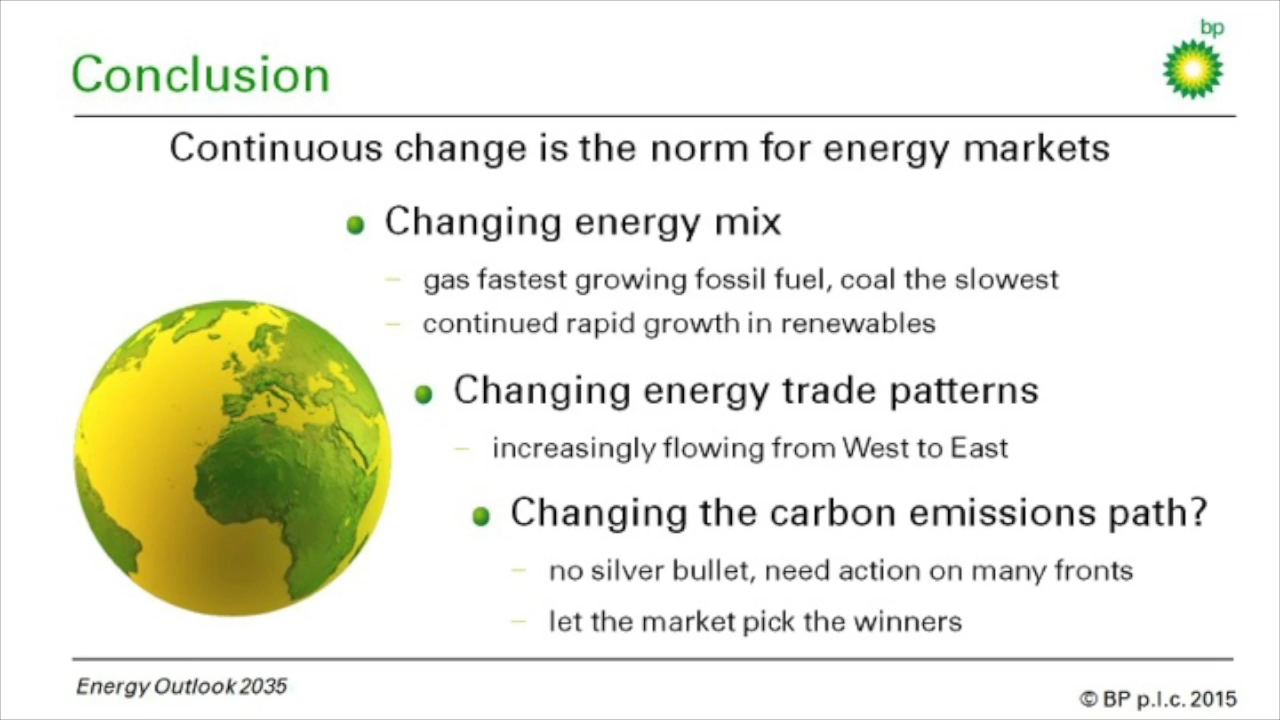 bp
Conclusion
Continuous change is the norm for energy markets
Changing energy mix
– gas fastest growing fossil fuel, coal the slowest
– continued rapid growth in renewables
Changing energy trade patterns
– increasingly flowing from West to East
Changing the carbon emissions path?
– no silver bullet, need action on many fronts
– let the market pick the winners
Energy Outlook 2035
© BP p.l.c. 2015